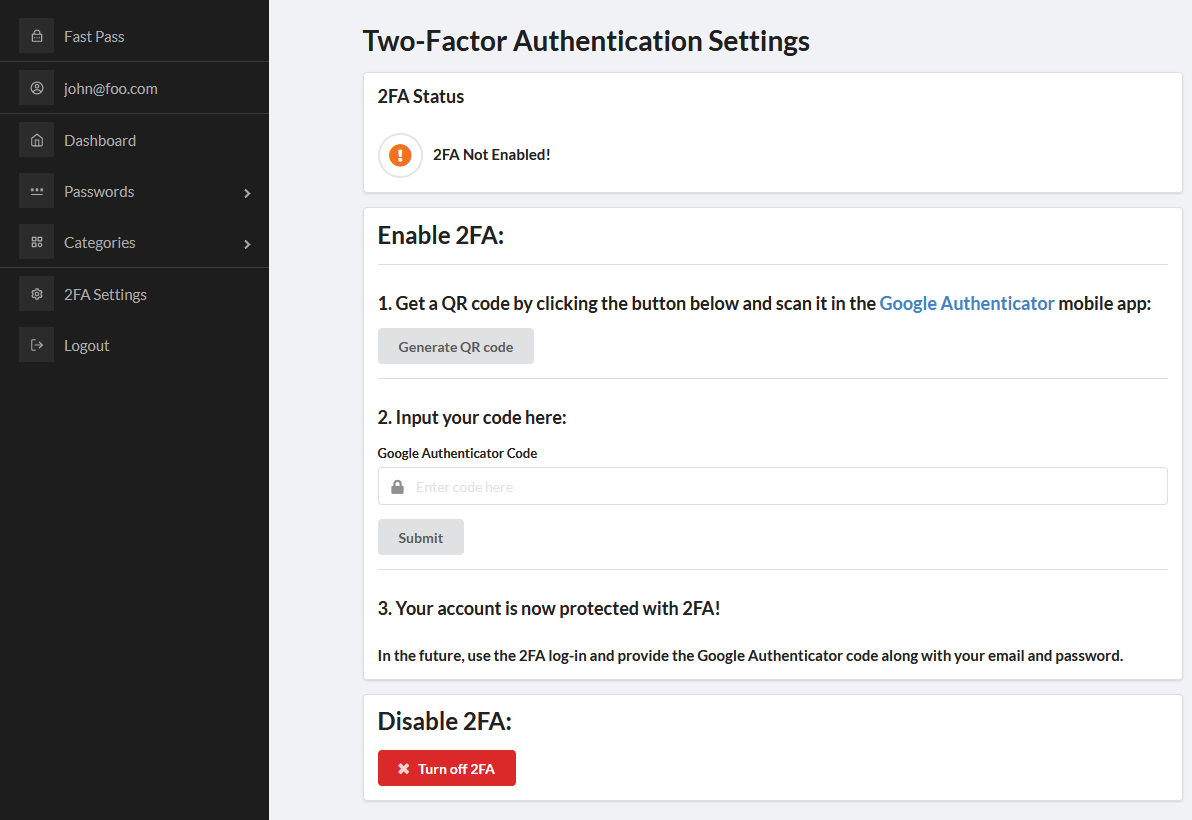 Fast Pass
john@foo.com
Dashboard
Passwords
Categories
2FA Settings
Logout
Two-Factor Authentication Settings
2FA Status
2FA Not Enabled!
Enable 2FA:
1. Get a QR code by clicking the button below and scan it in the Google Authenticator mobile app:
Generate QR code
2. Input your code here:
Google Authenticator Code
Enter code here
Submit
3. Your account is now protected with 2FA!
In the future, use the 2FA log-in and provide the Google Authenticator code along with your email and password.
Disable 2FA:
Turn off 2FA